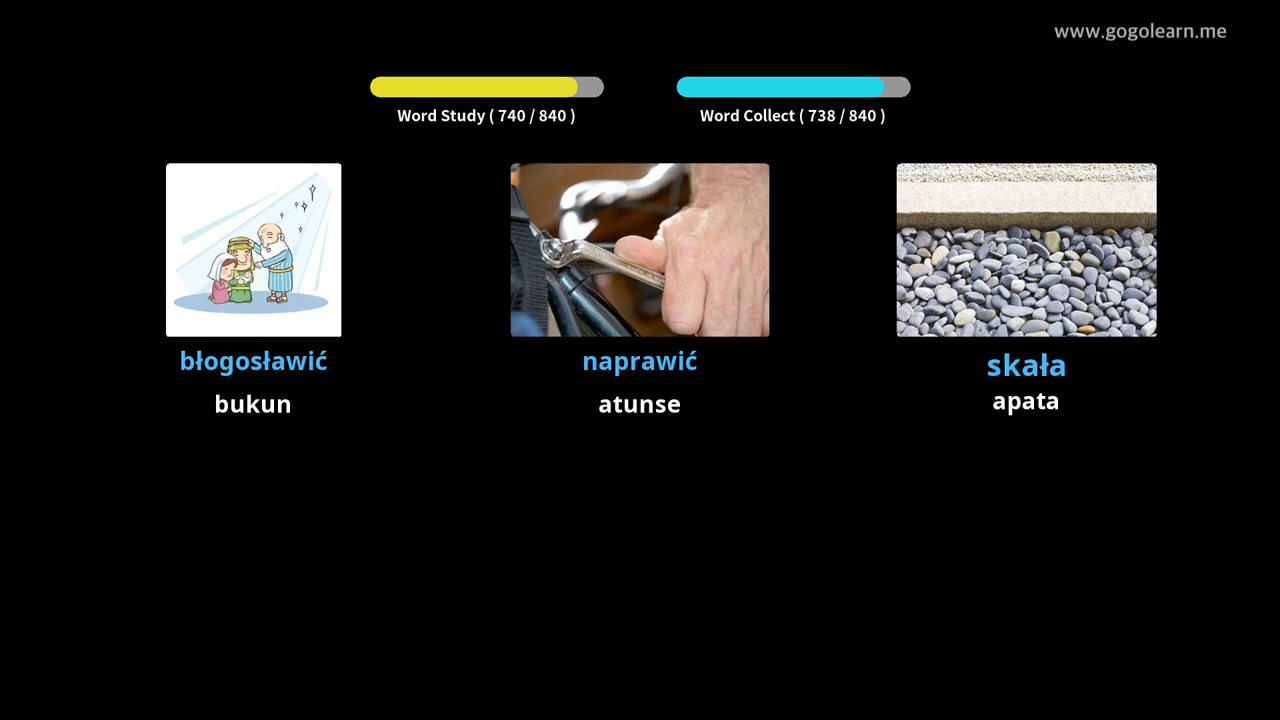 www.gogolearn.me
Word Study ( 740 / 840 )
Word Collect ( 738 / 840 )
błogosławić
naprawić
skała
bukun
atunse
apata